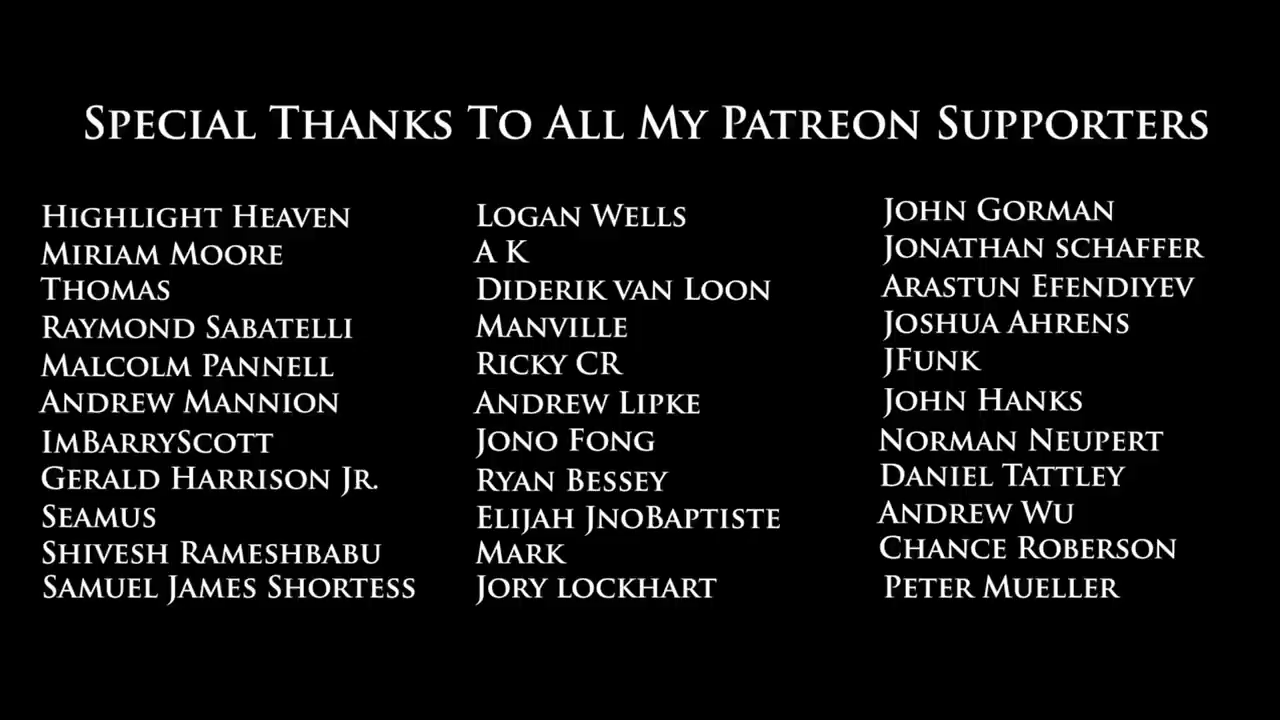 Special Thanks To All My Patreon Supporters
Highlight Heaven
Miriam Moore
Thomas
Raymond Sabatelli
Malcolm Pannell
Andrew Mannion
ImBarryScott
Gerald Harrison Jr.
Seamus
Shivesh Rameshbabu
Samuel James Shortess
Logan Wells
A K
Diderik van Loon
Manville
Ricky CR
Andrew Lipke
Jono Fong
Ryan Bessey
Elijah JnoBaptiste
Mark
Jory lockhart
John Gorman
Jonathan schaffer
Arastun Efendiyev
Joshua Ahrens
JFunk
John Hanks
Norman Neupert
Daniel Tattley
Andrew Wu
Chance Roberson
Peter Mueller